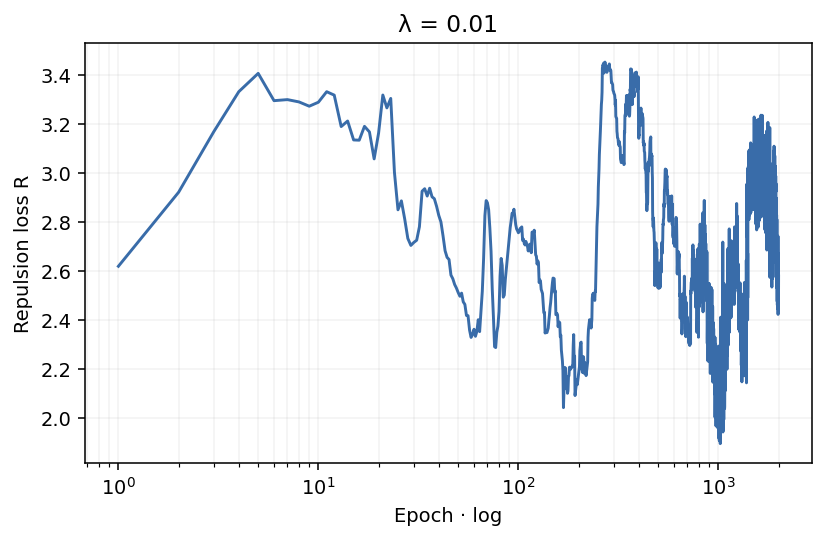 λ = 0.01
Repulsion loss R
3.4
3.2
3.0
2.8
2.6
2.4
2.2
2.0
10⁰ 10¹ 10² 10³
Epoch · log